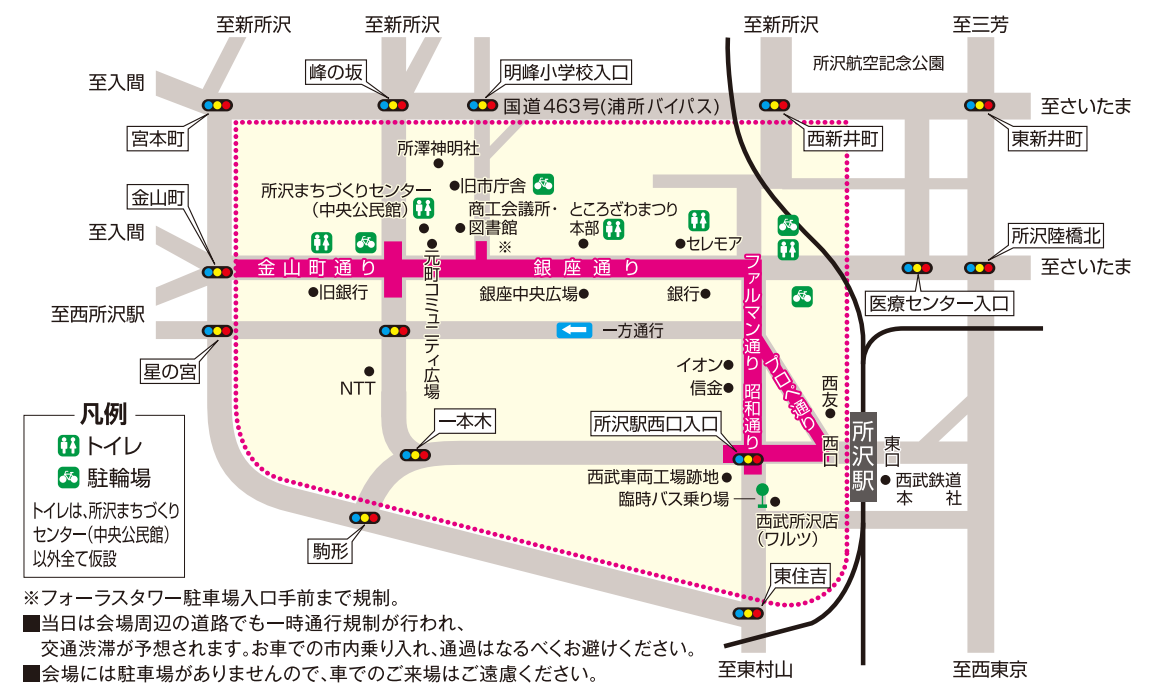 至新所沢
至新所沢
至新所沢
至三芳
至入間
峰の坂
明峰小学校入口
所沢航空記念公園
国道463号(浦所バイパス)
至さいたま
宮本町
西新井町
東新井町
所澤神明社
金山町
所沢まちづくりセンター
(中央公民館)
旧市庁舎
商工会議所・
図書館
ところざわまつり
本部
※
セレモア
至入間
所沢陸橋北
金山町通り
銀座通り
至さいたま
旧銀行
元町コミュニティ広場
銀座中央広場
銀行
ファルマン通り
医療センター入口
至西所沢駅
一方通行
星の宮
NTT
イオン
信金
昭和通り
プロペ通り
西友
凡例
トイレ
駐輪場
トイレは、所沢まちづくり
センター(中央公民館)
以外全て仮設
一本木
所沢駅西口入口
西口
所沢駅
東口
西武車両工場跡地
臨時バス乗り場
西武鉄道
本社
西武所沢店
(ワルツ)
駒形
東住吉
※フォーラスタワー駐車場入口手前まで規制。
■当日は会場周辺の道路でも一時通行規制が行われ、
交通渋滞が予想されます。お車での市内乗り入れ、通過はなるべくお避けください。
■会場には駐車場がありませんので、車でのご来場はご遠慮ください。
至東村山
至西東京